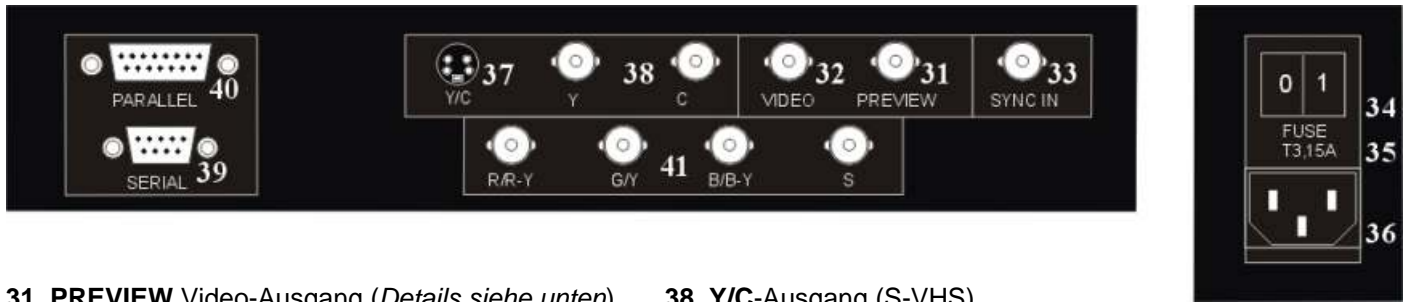 37
38
32
31
33
Y/C
Y
C
VIDEO
PREVIEW
SYNC IN
40
PARALLEL
39
SERIAL
41
R/R-Y
G/Y
B/B-Y
S
0 1
34
FUSE
T3,15A
35
36
31 PREVIEW Video-Ausgang (Details siehe unten)
38 Y/C-Ausgang (S-VHS)